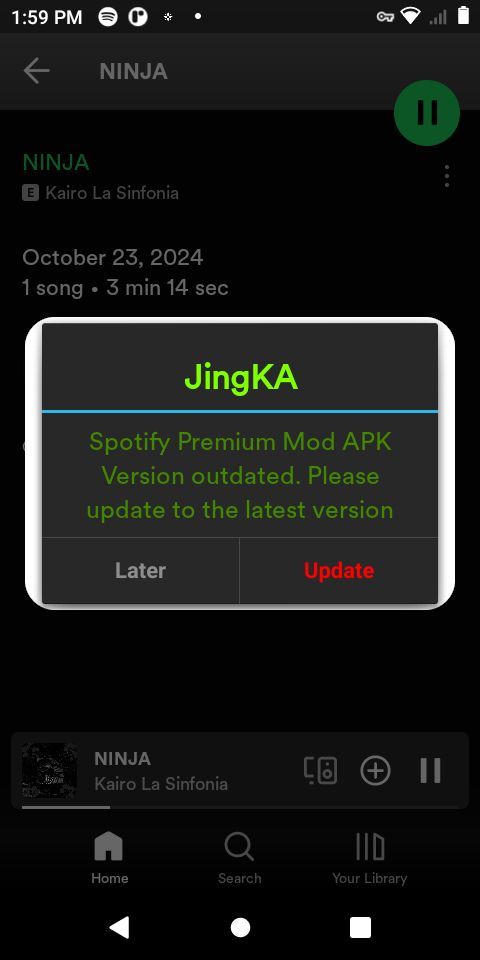 1:59 PM
NINJA
NINJA
E Kairo La Sinfonia
October 23, 2024
1 song • 3 min 14 sec
JingKA
Spotify Premium Mod APK
Version outdated. Please
update to the latest version
Later
Update
NINJA
Kairo La Sinfonia
Home
Search
Your Library